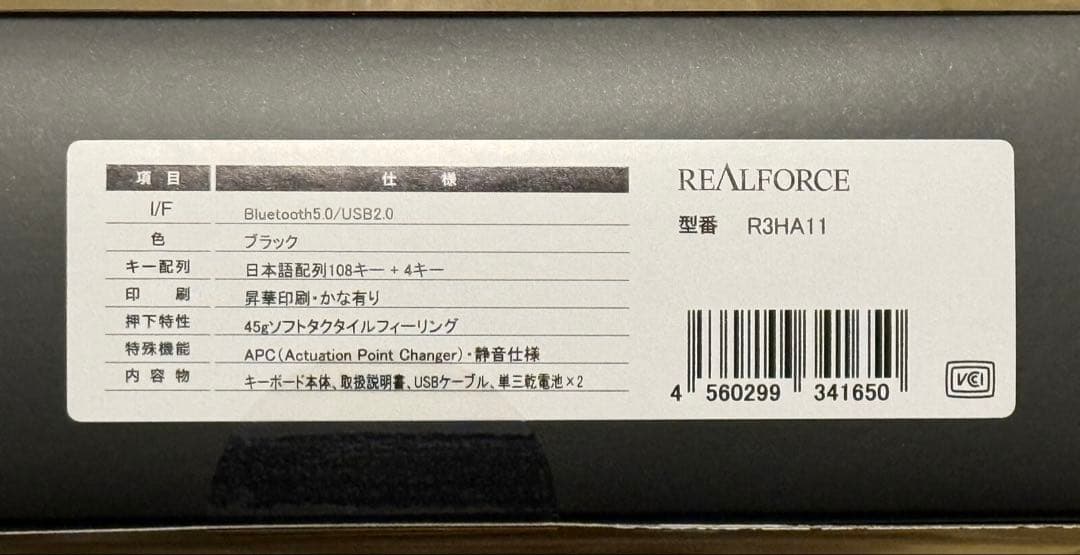 項目 仕様
I/F Bluetooth5.0/USB2.0
色 ブラック
キー配列 日本語配列108キー + 4キー
印刷 昇華印刷・かな有り
押下特性 45gソフトタクタイルフィーリング
特殊機能 APC(Actuation Point Changer)・静音仕様
内容物 キーボード本体、取扱説明書、USBケーブル、単三乾電池×2
REALFORCE
型番 R3HA11
4 560299 341650
VCCI